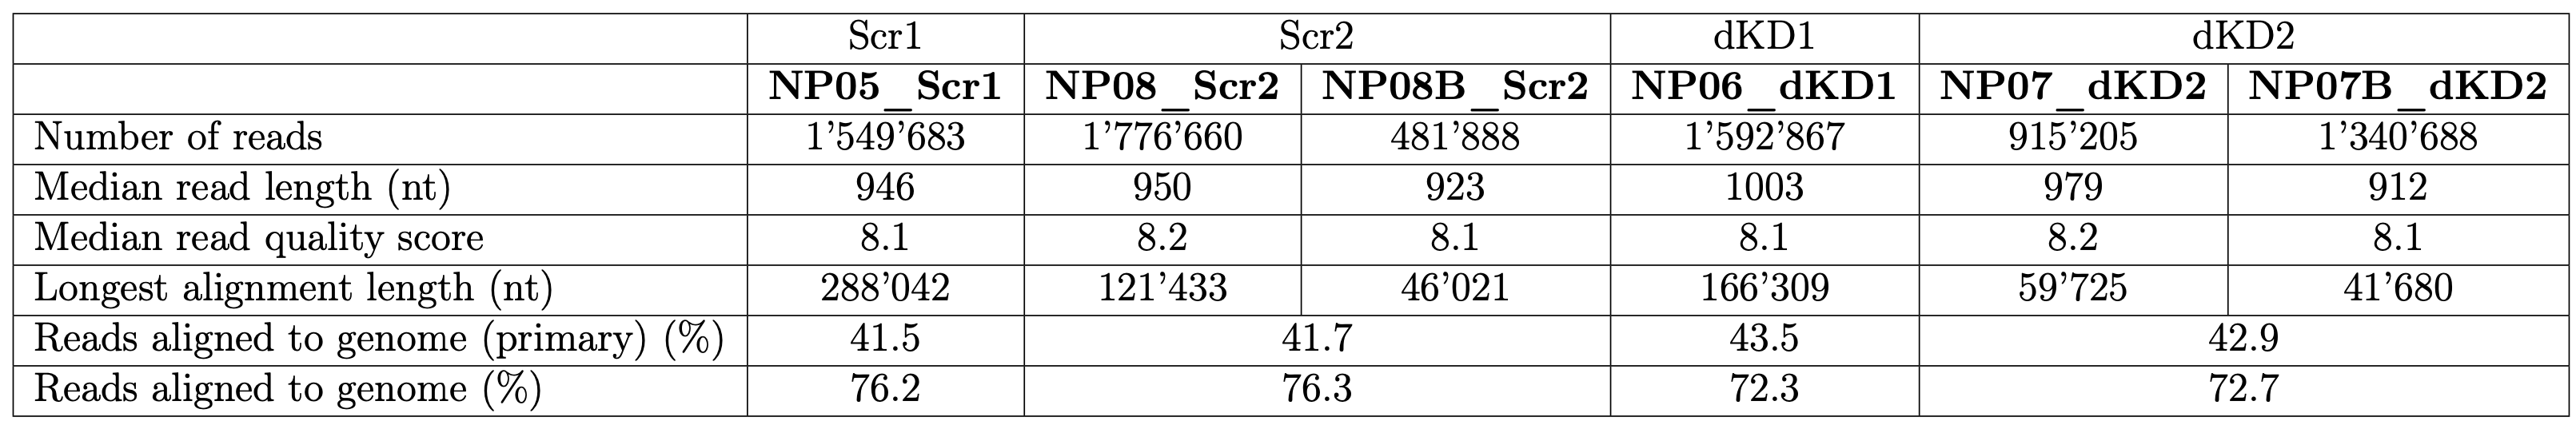 Scr1 Scr2 dKD1 dKD2
NP05_Scr1 NP08_Scr2 NP08B_Scr2 NP06_dKD1 NP07_dKD2 NP07B_dKD2
Number of reads 1’549’683 1’776’660 481’888 1’592’867 915’205 1’340’688
Median read length (nt) 946 950 923 1003 979 912
Median read quality score 8.1 8.2 8.1 8.1 8.2 8.1
Longest alignment length (nt) 288’042 121’433 46’021 166’309 59’725 41’680
Reads aligned to genome (primary) (%) 41.5 41.7 43.5 42.9
Reads aligned to genome (%) 76.2 76.3 72.3 72.7